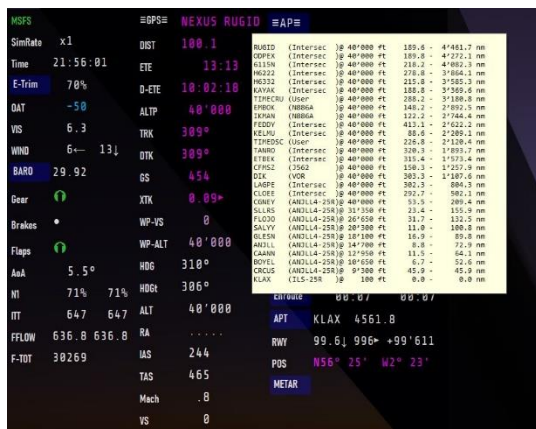 MSFS
≡GPS≡ NEXUS RUGID ≡AP≡
SimRate x1
DIST 100.1
Time 21:56:01
ETE 13:13
E-Trim 70%
D-ETE 10:02:18
OAT -50
ALTP 40'000
VIS 6.3
TRK 309°
WIND 6← 13↓
DTK 309°
BARO 29.92
GS 454
Gear
XTK 0.09▸
Brakes
WP-VS 0
Flaps
WP-ALT 40'000
AoA 5.5°
HDG 310°
N1 71% 71%
HDGt 306°
ITT 647 647
ALT 40'000
FFLOW 636.8 636.8
RA .....
F-TOT 30269
IAS 244
TAS 465
Mach .8
VS 0
RUGID (Intersec )@ 40'000 ft 189.8 - 4'461.7 nm
ODPEX (Intersec )@ 40'000 ft 189.8 - 4'272.1 nm
6115N (Intersec )@ 40'000 ft 218.2 - 4'082.3 nm
H6222 (Intersec )@ 40'000 ft 278.8 - 3'864.1 nm
H6332 (Intersec )@ 40'000 ft 215.8 - 3'585.3 nm
KAYAK (Intersec )@ 40'000 ft 188.8 - 3'369.6 nm
TIMECRU (User )@ 40'000 ft 288.2 - 3'180.8 nm
EMBOX (N886A )@ 40'000 ft 148.2 - 2'892.5 nm
IKMAN (N886A )@ 40'000 ft 122.2 - 2'744.4 nm
FEDDY (Intersec )@ 40'000 ft 413.1 - 2'622.2 nm
KELMU (Intersec )@ 40'000 ft 88.6 - 2'209.1 nm
TIMEDSC (User )@ 40'000 ft 226.8 - 2'120.4 nm
TANRO (Intersec )@ 40'000 ft 320.3 - 1'893.7 nm
ETBEK (Intersec )@ 40'000 ft 315.4 - 1'573.4 nm
CFMS2 (J562 )@ 40'000 ft 150.3 - 1'257.9 nm
DIK (VOR )@ 40'000 ft 303.3 - 1'107.6 nm
LAGPE (Intersec )@ 40'000 ft 302.3 - 804.3 nm
CLOEE (Intersec )@ 40'000 ft 292.7 - 502.1 nm
CGNEY (ANJLL4-25R)@ 40'000 ft 53.5 - 209.4 nm
SLLRS (ANJLL4-25R)@ 31'350 ft 23.4 - 155.9 nm
FLOJO (ANJLL4-25R)@ 26'650 ft 31.7 - 132.5 nm
SALYY (ANJLL4-25R)@ 20'300 ft 11.0 - 100.8 nm
GLESN (ANJLL4-25R)@ 18'100 ft 16.9 - 89.8 nm
ANJLL (ANJLL4-25R)@ 14'700 ft 8.8 - 72.9 nm
CAANN (ANJLL4-25R)@ 12'950 ft 11.5 - 64.1 nm
BOYEL (ANJLL4-25R)@ 10'650 ft 6.7 - 52.6 nm
CRCUS (ANJLL4-25R)@ 9'300 ft 45.9 - 45.9 nm
KLAX (ILS-25R )@ 100 ft 0.0 - 0.0 nm
Enroute 00:07 00:07
APT KLAX 4561.8
RWY 99.6↓ 996▸ +99'611
POS N56° 25' W2° 23'
METAR